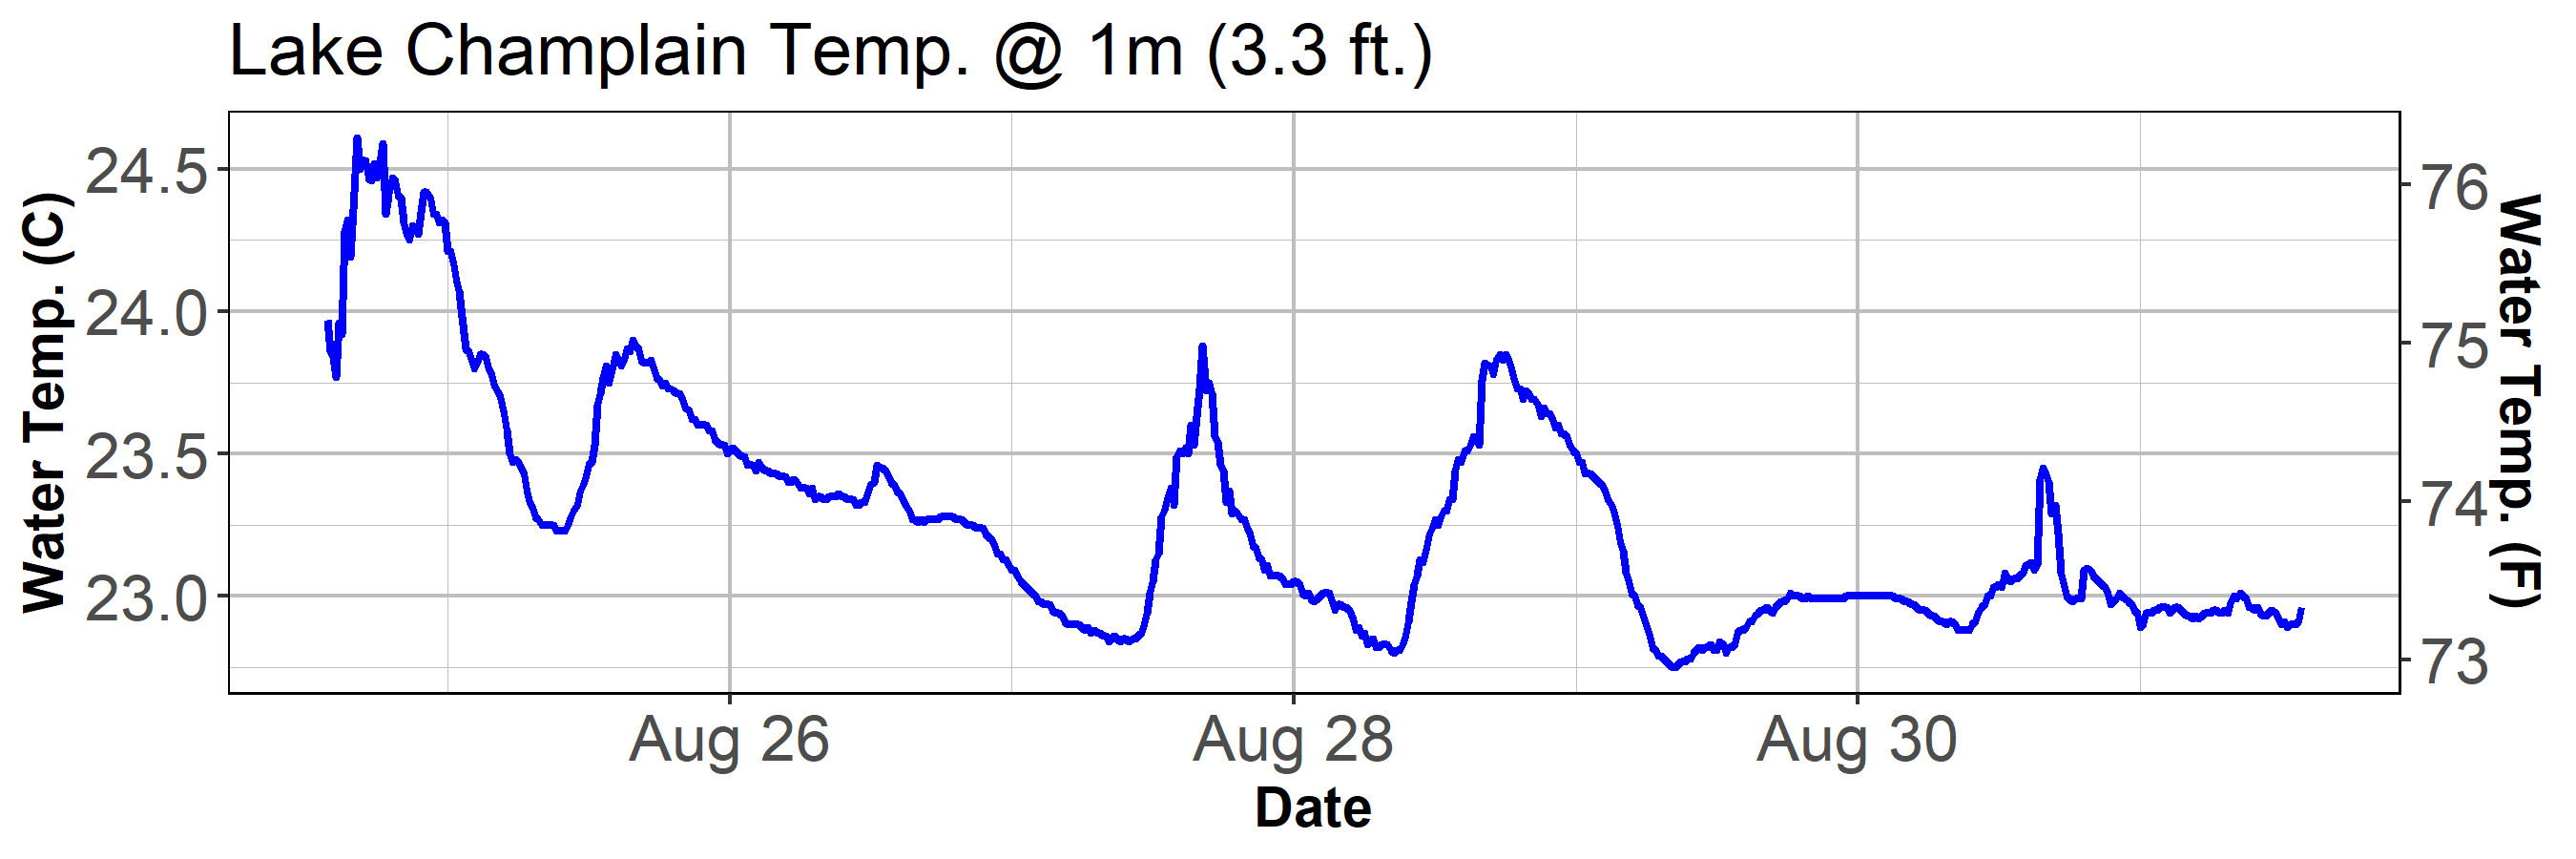 Lake Champlain Temp. @ 1m (3.3 ft.)
Water Temp. (C)
24.5
24.0
23.5
23.0
76
75
74
73
Water Temp. (F)
Aug 26
Aug 28
Aug 30
Date